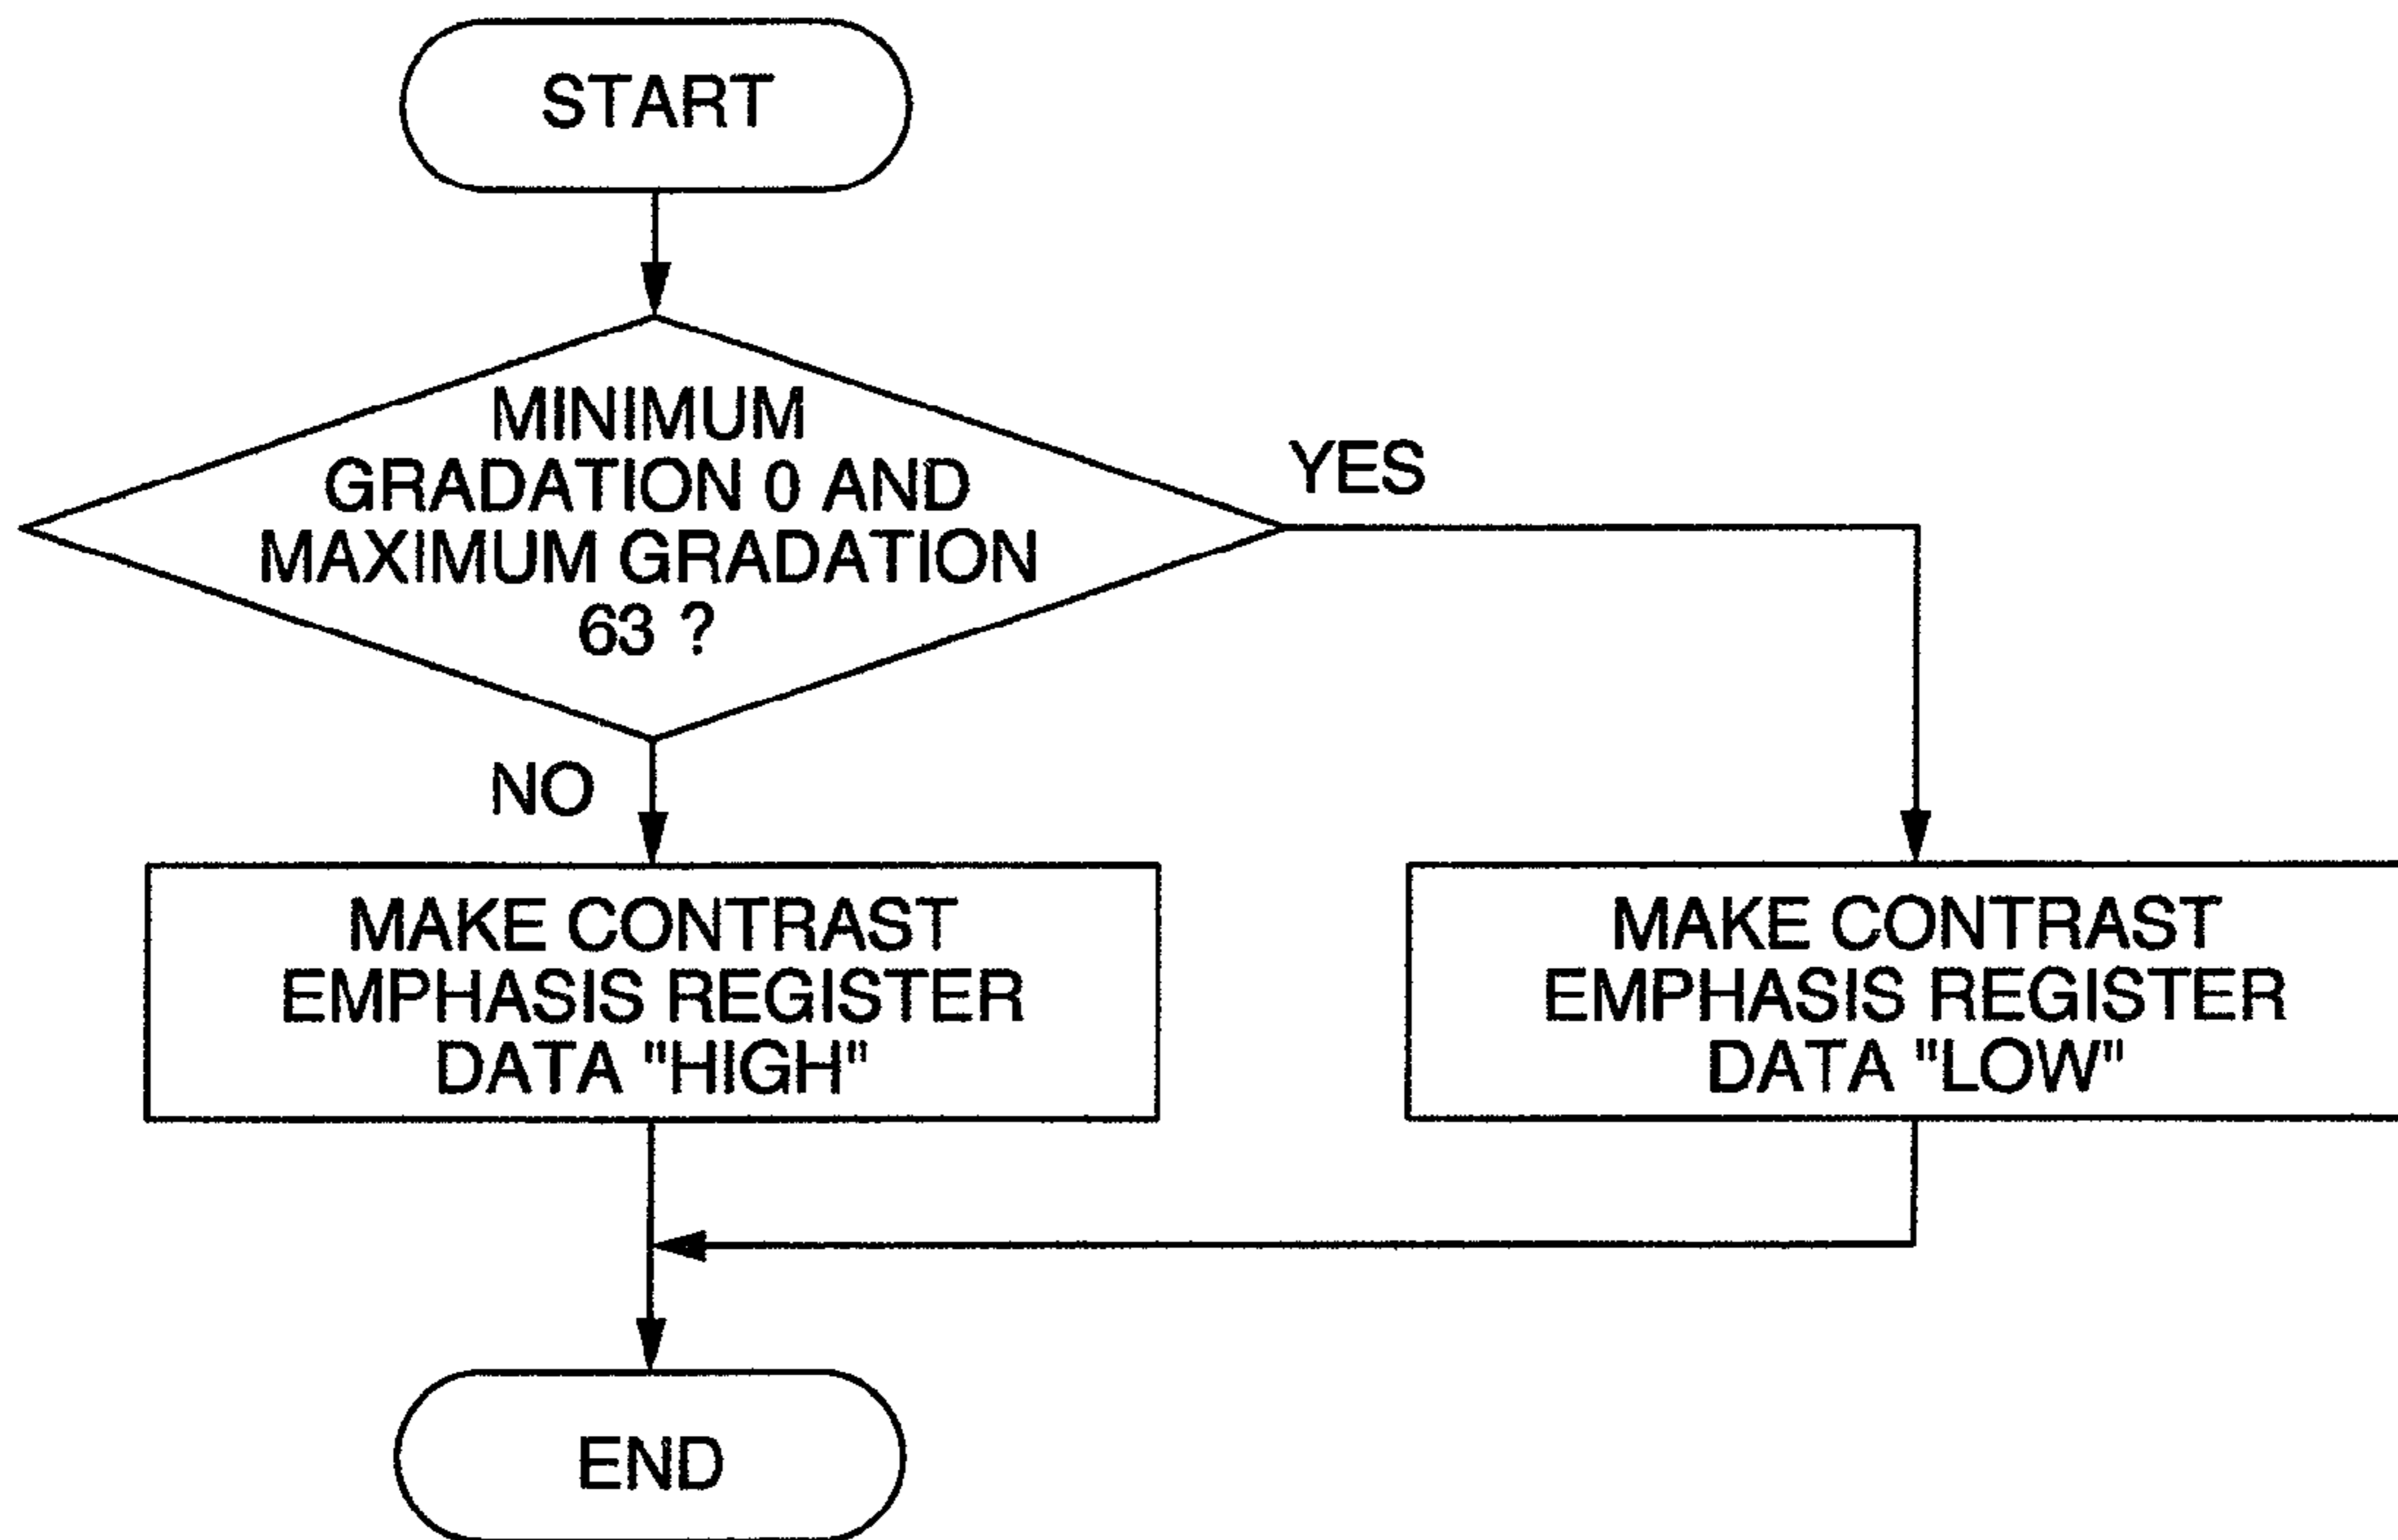 START
MINIMUM
GRADATION 0 AND
MAXIMUM GRADATION
63 ?
YES
NO
MAKE CONTRAST
EMPHASIS REGISTER
DATA "HIGH"
MAKE CONTRAST
EMPHASIS REGISTER
DATA "LOW"
END